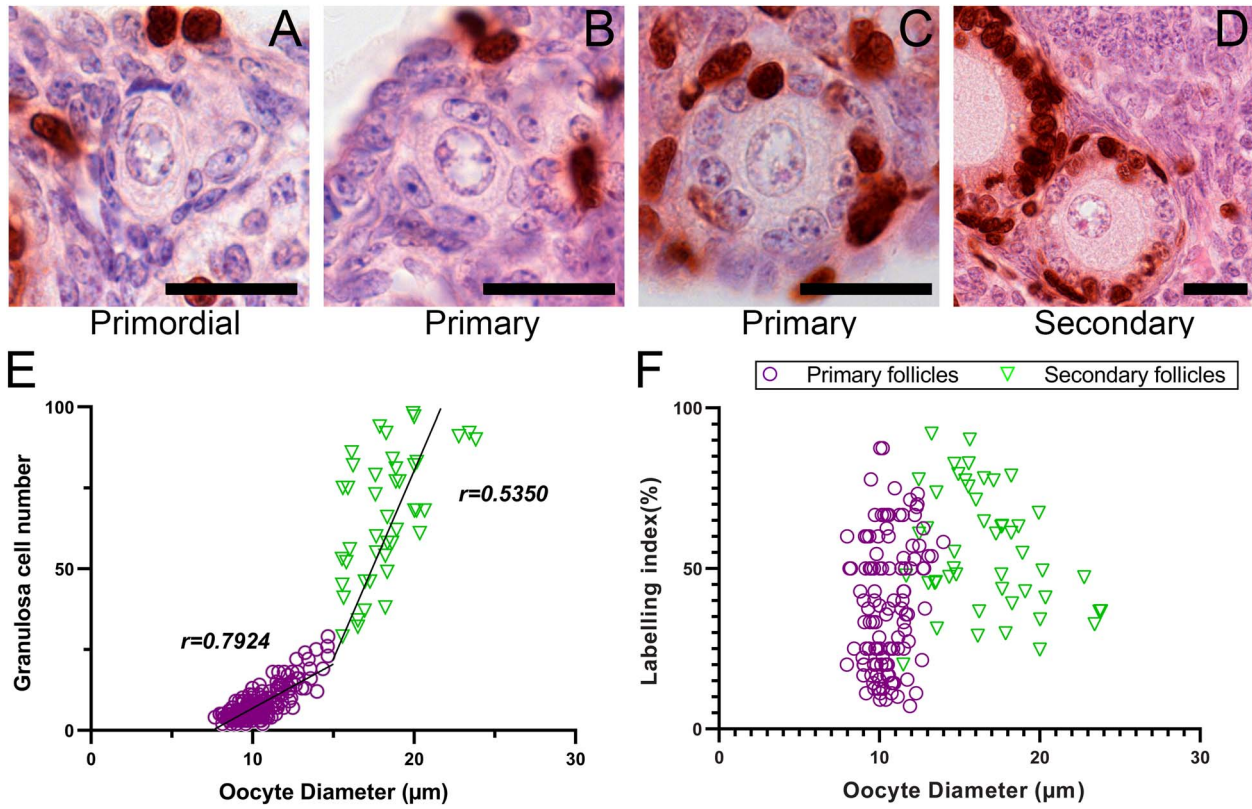 A
B
C
D
Primordial
Primary
Primary
Secondary
E
F
Primary follicles
Secondary follicles
100
50
0
Granulosa cell number
r=0.7924
r=0.5350
0
10
20
30
Oocyte Diameter (µm)
100
50
0
Labelling index(%)
0
10
20
30
Oocyte Diameter (µm)